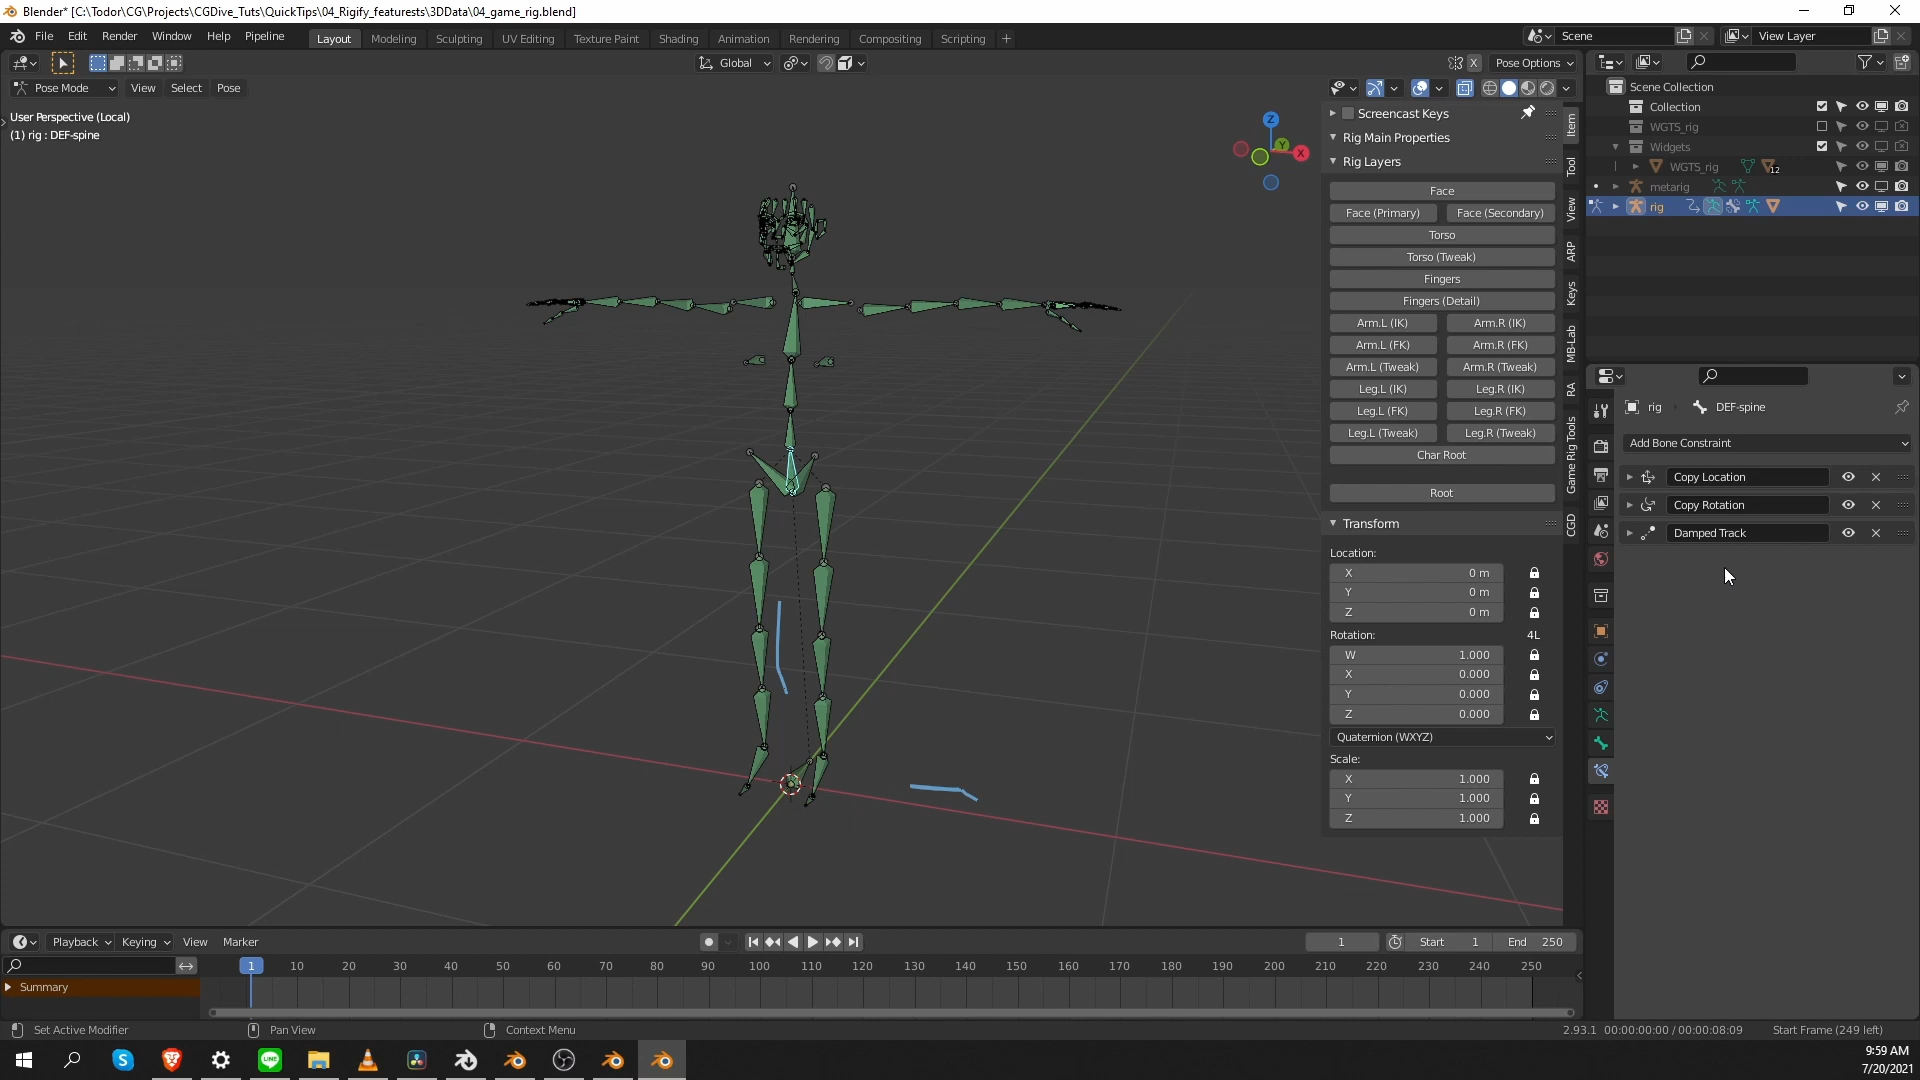 Blender* [C:\Todor\CG\Projects\CGDive_Tuts\QuickTips\04_Rigify_featurests\3DData\04_game_rig.blend]
File Edit Render Window Help Pipeline Layout Modeling Sculpting UV Editing Texture Paint Shading Animation Rendering Compositing Scripting + Scene View Layer
Global X Pose Options
Pose Mode View Select Pose
User Perspective (Local)
(1) rig : DEF-spine
Z
Y
X
Screencast Keys
Rig Main Properties
Rig Layers
Face
Face (Primary) Face (Secondary)
Torso
Torso (Tweak)
Fingers
Fingers (Detail)
Arm.L (IK) Arm.R (IK)
Arm.L (FK) Arm.R (FK)
Arm.L (Tweak) Arm.R (Tweak)
Leg.L (IK) Leg.R (IK)
Leg.L (FK) Leg.R (FK)
Leg.L (Tweak) Leg.R (Tweak)
Char Root
Root
Transform
Location:
X 0 m
Y 0 m
Z 0 m
Rotation: 4L
W 1.000
X 0.000
Y 0.000
Z 0.000
Quaternion (WXYZ)
Scale:
X 1.000
Y 1.000
Z 1.000
Item
Tool
View
ARP
Keys
MB-Lab
RA
Game Rig Tools
CGD
Scene Collection
Collection
WGTS_rig
Widgets
WGTS_rig 12
metarig
rig
rig DEF-spine
Add Bone Constraint
Copy Location
Copy Rotation
Damped Track
Playback Keying View Marker 1 Start 1 End 250
1 10 20 30 40 50 60 70 80 90 100 110 120 130 140 150 160 170 180 190 200 210 220 230 240 250
Summary
Set Active Modifier Pan View Context Menu 2.93.1 00:00:00:00 / 00:00:08:09 Start Frame (249 left)
LINE
9:59 AM
7/20/2021